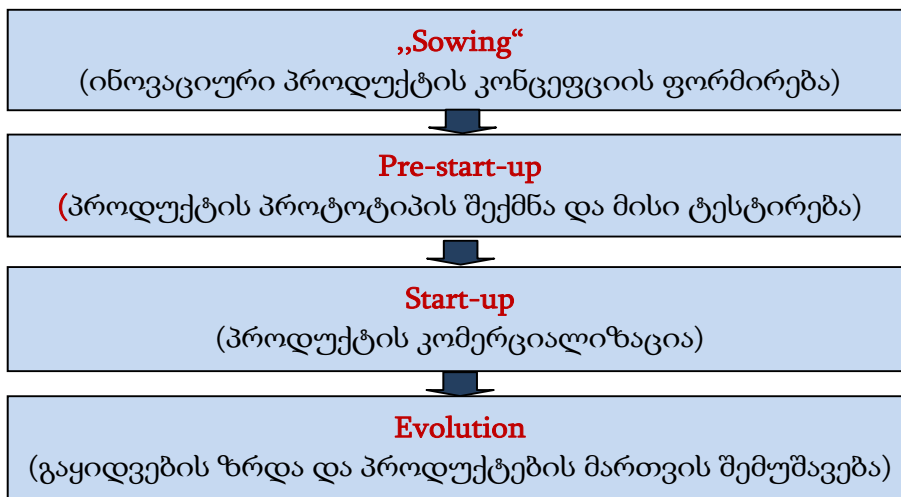 ,,Sowing“
(ინოვაციური პროდუქტის კონცეფციის ფორმირება)
Pre-start-up
(პროდუქტის პროტოტიპის შექმნა და მისი ტესტირება)
Start-up
(პროდუქტის კომერციალიზაცია)
Evolution
(გაყიდვების ზრდა და პროდუქტების მართვის შემუშავება)